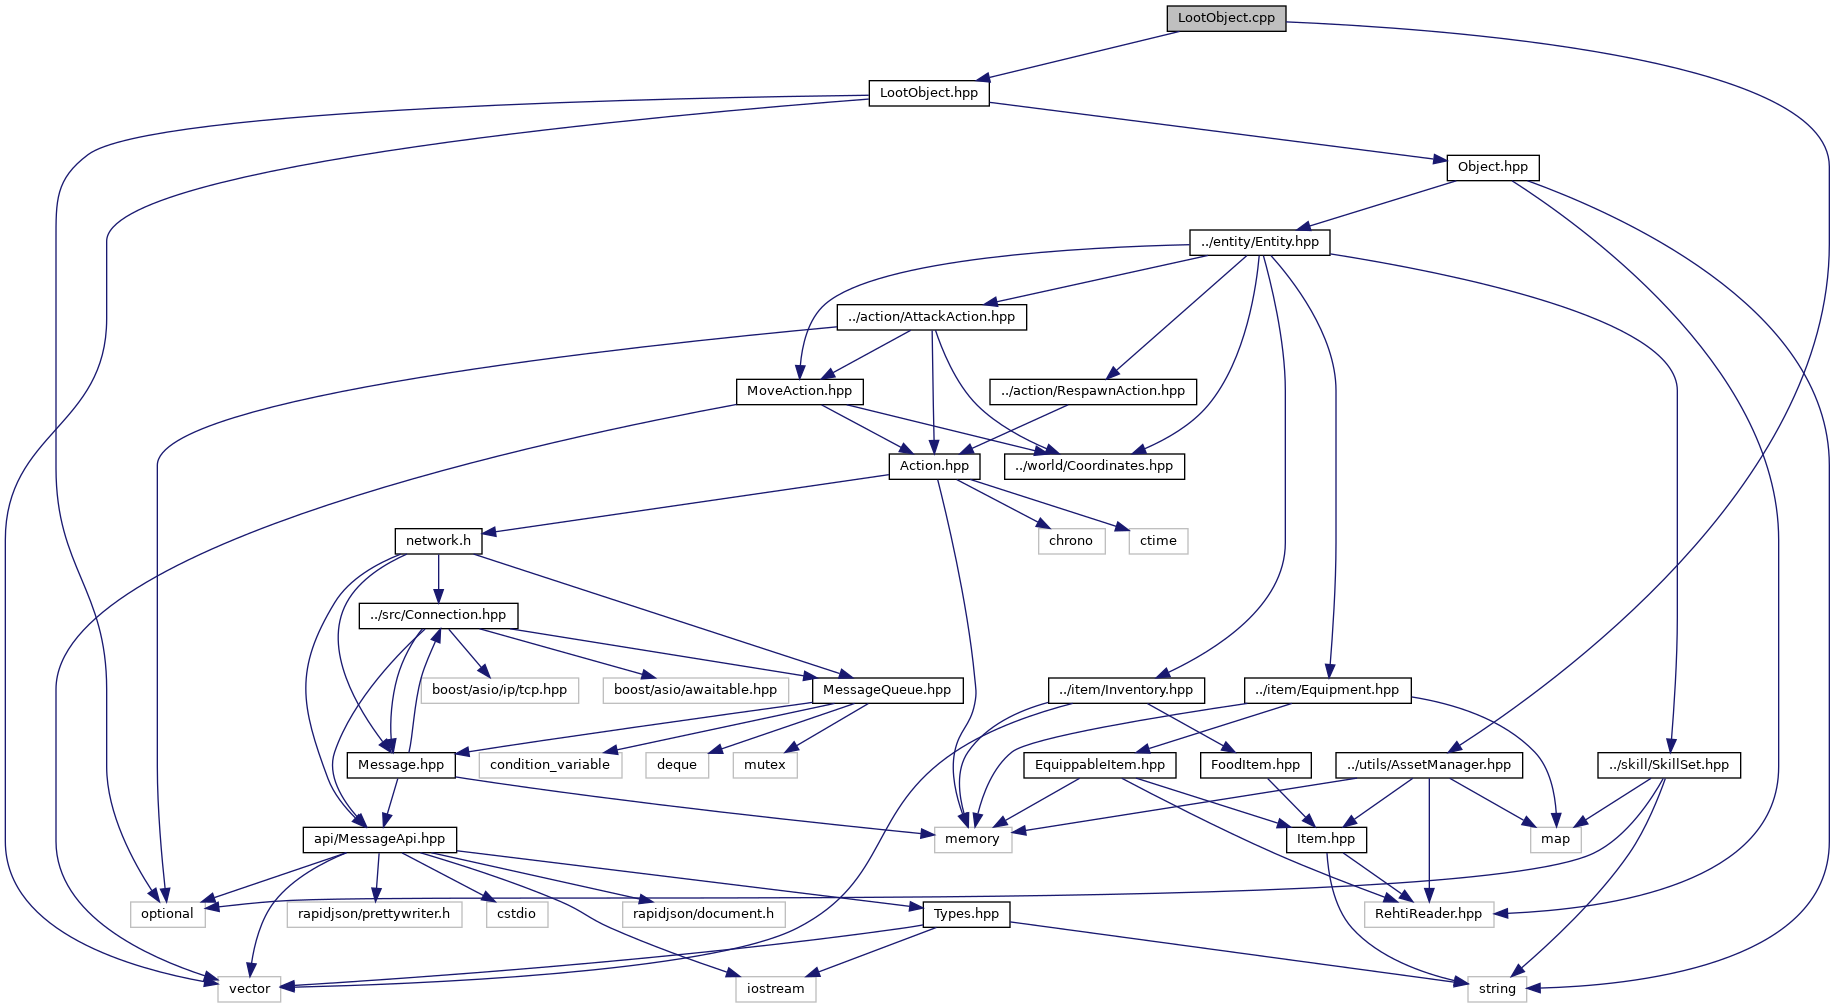 LootObject.cpp
LootObject.hpp
Object.hpp
../entity/Entity.hpp
../action/AttackAction.hpp
MoveAction.hpp
../action/RespawnAction.hpp
Action.hpp
../world/Coordinates.hpp
network.h
chrono
ctime
../src/Connection.hpp
boost/asio/ip/tcp.hpp
boost/asio/awaitable.hpp
MessageQueue.hpp
../item/Inventory.hpp
../item/Equipment.hpp
Message.hpp
condition_variable
deque
mutex
EquippableItem.hpp
FoodItem.hpp
../utils/AssetManager.hpp
../skill/SkillSet.hpp
api/MessageApi.hpp
memory
Item.hpp
map
optional
rapidjson/prettywriter.h
cstdio
rapidjson/document.h
Types.hpp
RehtiReader.hpp
vector
iostream
string